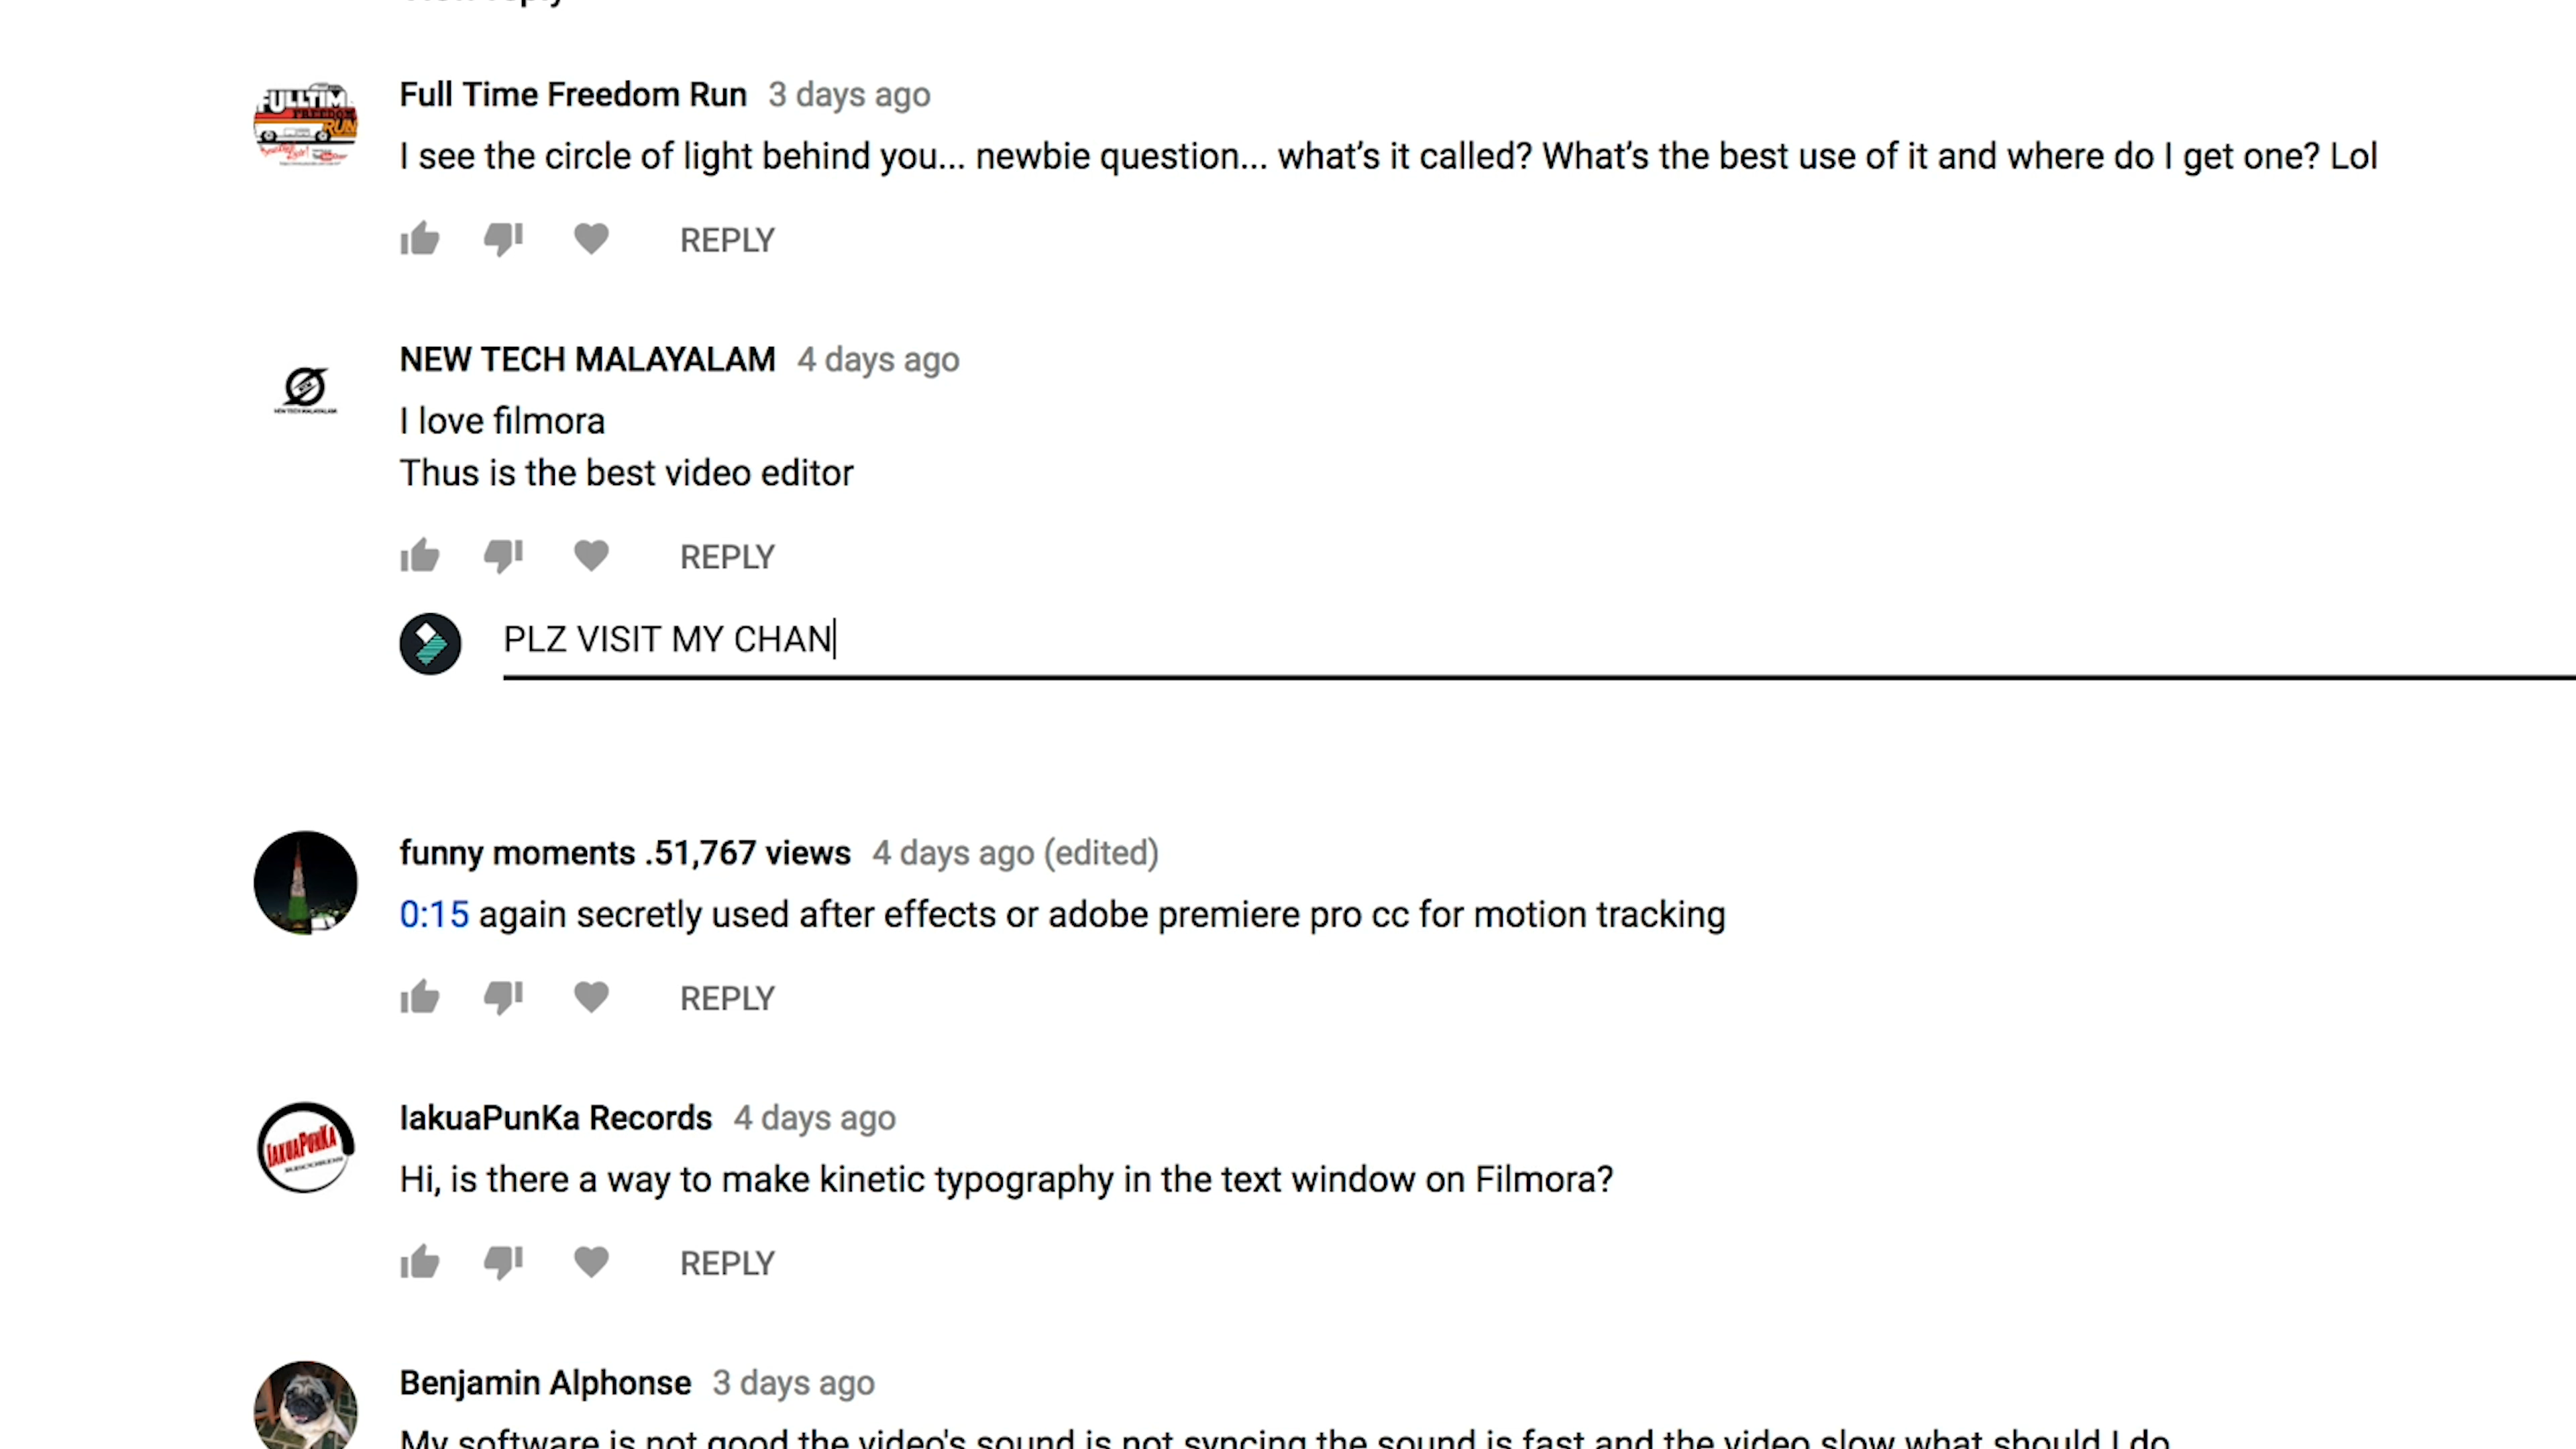 Full Time Freedom Run 3 days ago
I see the circle of light behind you... newbie question... what's it called? What's the best use of it and where do I get one? Lol
REPLY
NEW TECH MALAYALAM 4 days ago
I love filmora
Thus is the best video editor
REPLY
PLZ VISIT MY CHAN
funny moments .51,767 views 4 days ago (edited)
0:15 again secretly used after effects or adobe premiere pro cc for motion tracking
REPLY
IakuaPunKa Records 4 days ago
Hi, is there a way to make kinetic typography in the text window on Filmora?
REPLY
Benjamin Alphonse 3 days ago
My software is not good the video's sound is not syncing the sound is fast and the video slow what should I do